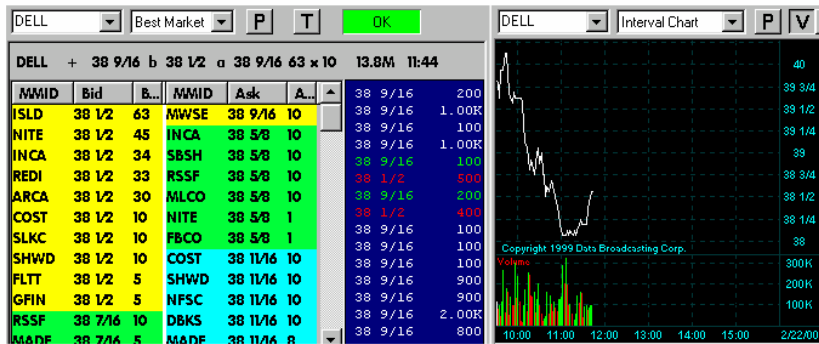 DELL Best Market P T OK
DELL + 38 9/16 b 38 1/2 a 38 9/16 63 x 10 13.8M 11:44
MMID Bid B... MMID Ask A...
ISLD 38 1/2 63 MWSE 38 9/16 10
NITE 38 1/2 45 INCA 38 5/8 10
INCA 38 1/2 34 SBSH 38 5/8 10
REDI 38 1/2 33 RSSF 38 5/8 10
ARCA 38 1/2 30 MLCO 38 5/8 10
COST 38 1/2 10 NITE 38 5/8 1
SLKC 38 1/2 10 FBCO 38 5/8 1
SHWD 38 1/2 10 COST 38 11/16 10
FLTT 38 1/2 5 SHWD 38 11/16 10
GFIN 38 1/2 5 NFSC 38 11/16 10
RSSF 38 7/16 10 DBKS 38 11/16 10
MADF 38 7/16 5 MADF 38 11/16 8
38 9/16 200
38 9/16 1.00K
38 9/16 100
38 9/16 1.00K
38 9/16 100
38 1/2 500
38 9/16 200
38 1/2 400
38 9/16 100
38 9/16 100
38 9/16 100
38 9/16 900
38 9/16 900
38 9/16 2.00K
38 9/16 800
DELL Interval Chart P V
40
39 3/4
39 1/2
39 1/4
39
38 3/4
38 1/2
38 1/4
38
Copyright 1999 Data Broadcasting Corp.
Volume
300K
200K
100K
10:00 11:00 12:00 13:00 14:00 15:00 2/22/00